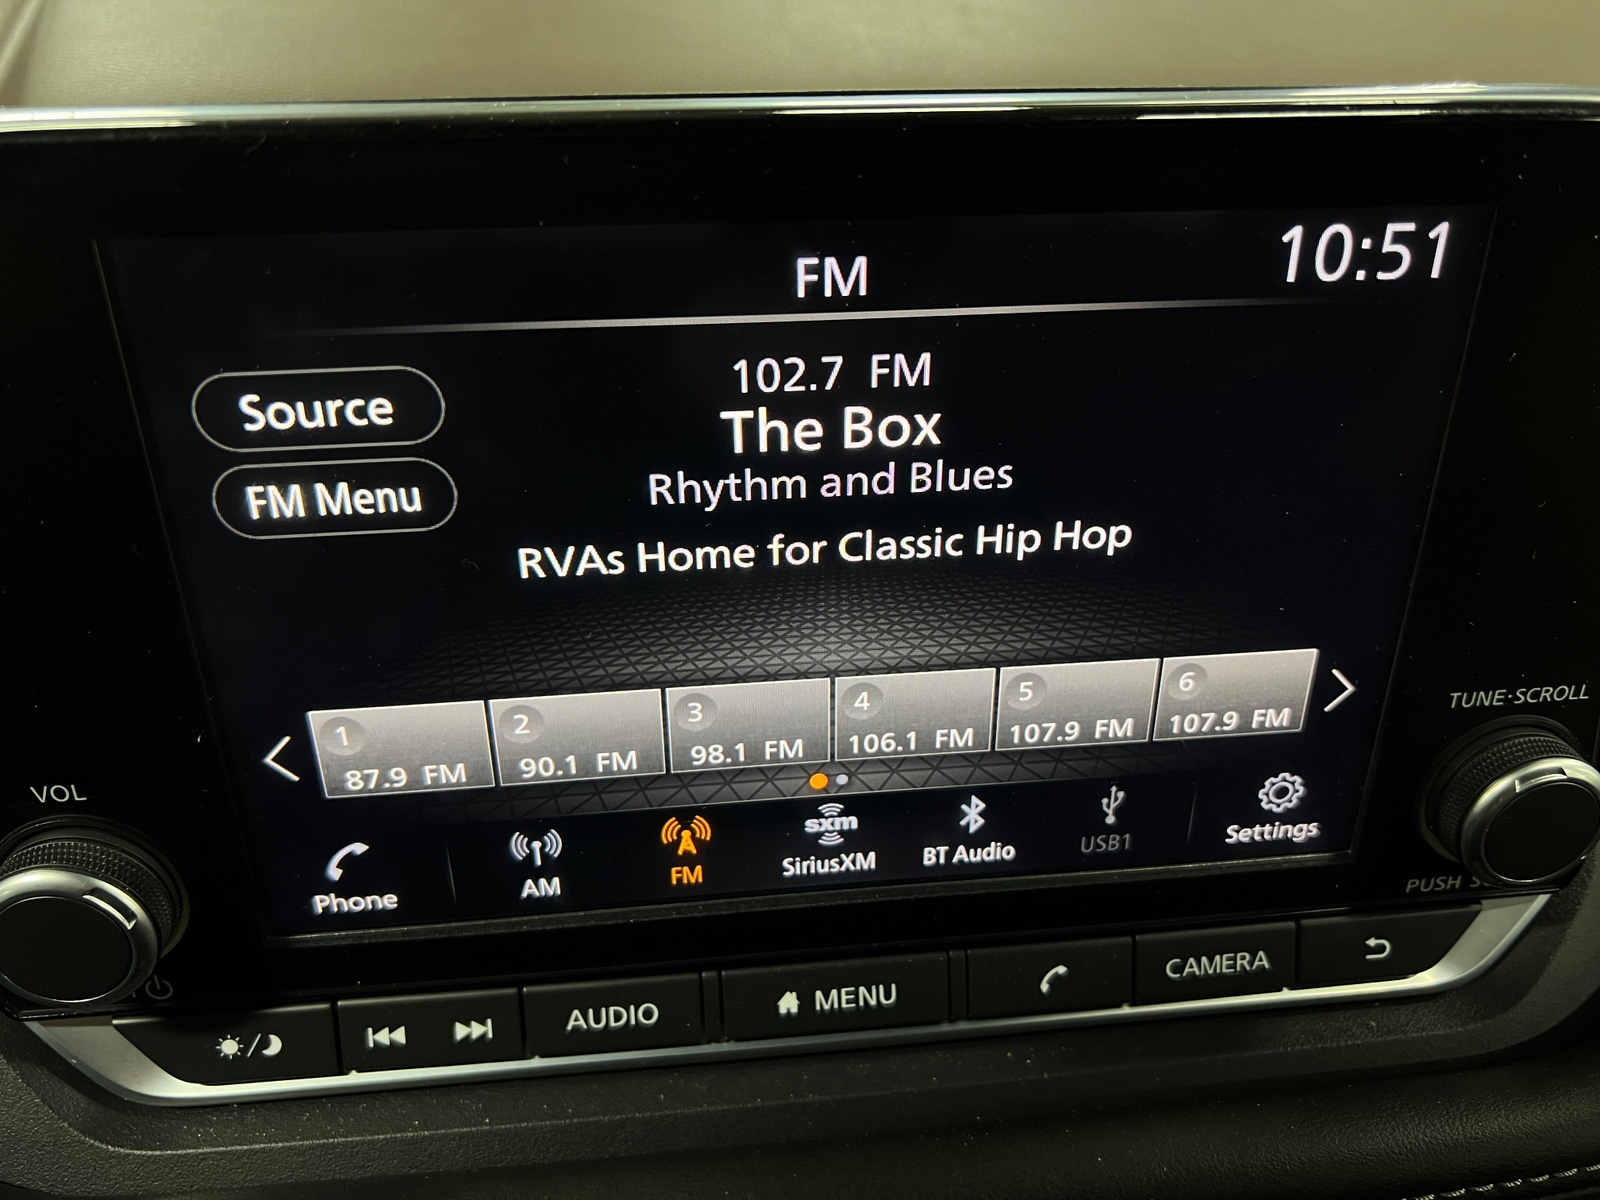 10:51
FM
102.7 FM
The Box
Rhythm and Blues
RVAs Home for Classic Hip Hop
Source
FM Menu
1
87.9 FM
2
90.1 FM
3
98.1 FM
4
106.1 FM
5
107.9 FM
6
107.9 FM
Phone
AM
FM
sxm
SiriusXM
BT Audio
USB1
Settings
VOL
TUNE·SCROLL
PUSH
AUDIO
MENU
CAMERA